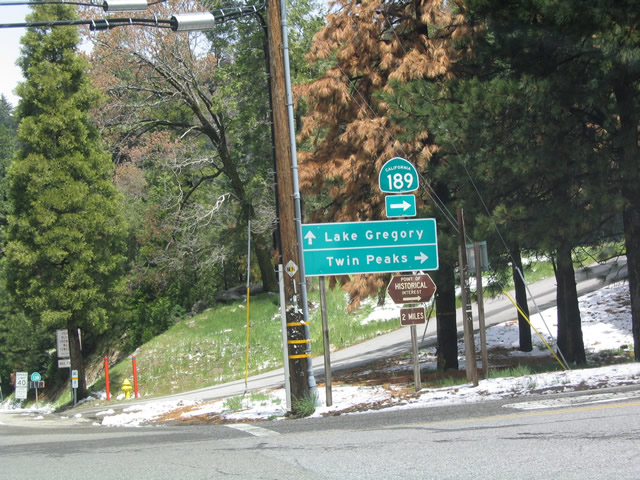 CALIFORNIA
189
Lake Gregory
Twin Peaks
POINT OF
HISTORICAL
INTEREST
2 MILES
40